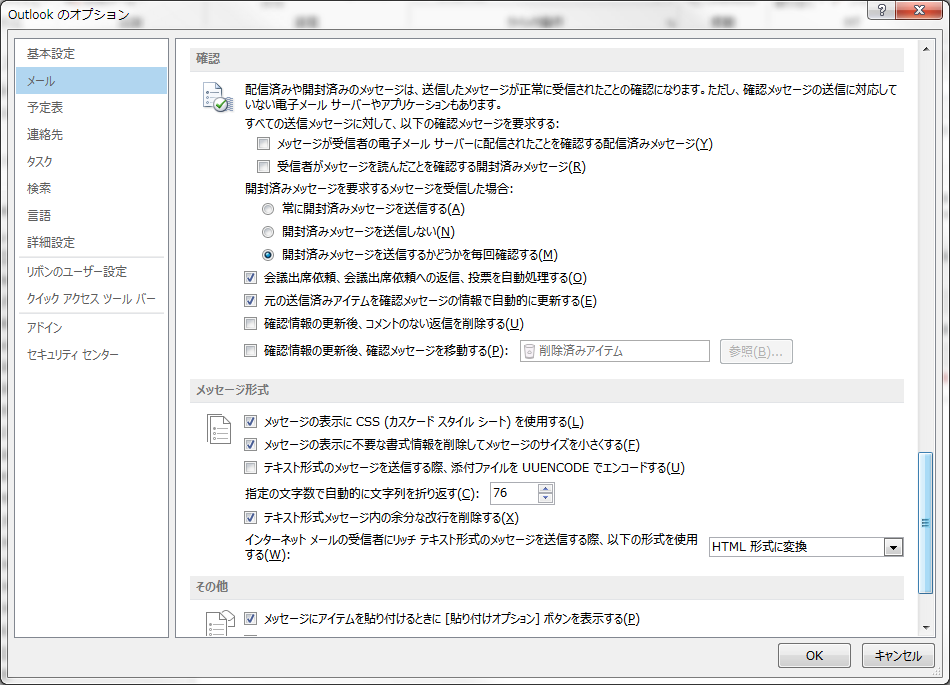 Outlook のオプション
基本設定
メール
予定表
連絡先
タスク
検索
言語
詳細設定
リボンのユーザー設定
クイック アクセス ツール バー
アドイン
セキュリティ センター
確認
配信済みや開封済みのメッセージは、送信したメッセージが正常に受信されたことの確認になります。ただし、確認メッセージの送信に対応して
いない電子メール サーバーやアプリケーションもあります。
すべての送信メッセージに対して、以下の確認メッセージを要求する:
メッセージが受信者の電子メール サーバーに配信されたことを確認する配信済みメッセージ(Y)
受信者がメッセージを読んだことを確認する開封済みメッセージ(R)
開封済みメッセージを要求するメッセージを受信した場合:
常に開封済みメッセージを送信する(A)
開封済みメッセージを送信しない(N)
開封済みメッセージを送信するかどうかを毎回確認する(M)
会議出席依頼、会議出席依頼への返信、投票を自動処理する(O)
元の送信済みアイテムを確認メッセージの情報で自動的に更新する(E)
確認情報の更新後、コメントのない返信を削除する(U)
確認情報の更新後、確認メッセージを移動する(P): 削除済みアイテム 参照(B)...
メッセージ形式
メッセージの表示に CSS (カスケード スタイル シート) を使用する(L)
メッセージの表示に不要な書式情報を削除してメッセージのサイズを小さくする(F)
テキスト形式のメッセージを送信する際、添付ファイルを UUENCODE でエンコードする(U)
指定の文字数で自動的に文字列を折り返す(C): 76
テキスト形式メッセージ内の余分な改行を削除する(X)
インターネット メールの受信者にリッチ テキスト形式のメッセージを送信する際、以下の形式を使用
する(W): HTML 形式に変換
その他
メッセージにアイテムを貼り付けるときに [貼り付けオプション] ボタンを表示する(P)
OK キャンセル